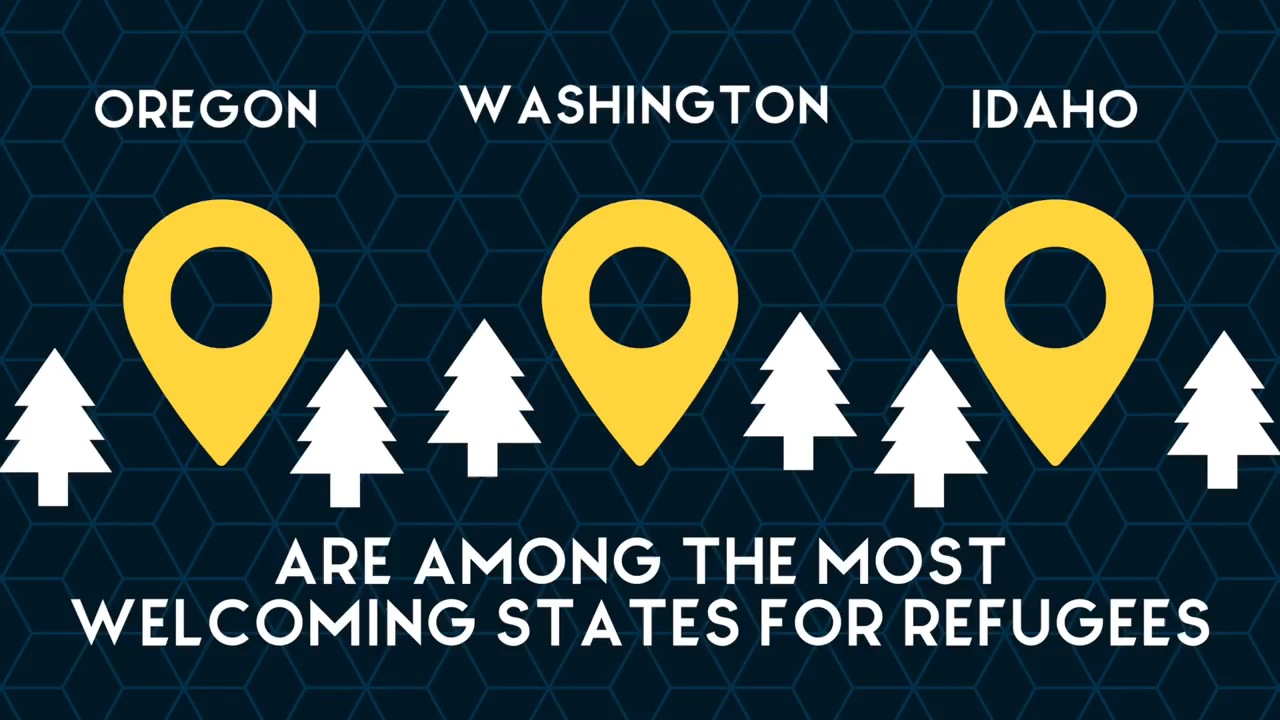 OREGON
WASHINGTON
IDAHO
ARE AMONG THE MOST
WELCOMING STATES FOR REFUGEES